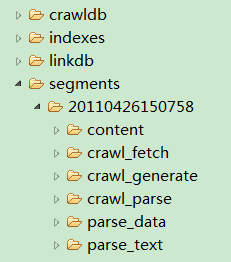 crawldb
indexes
linkdb
segments
20110426150758
content
crawl_fetch
crawl_generate
crawl_parse
parse_data
parse_text